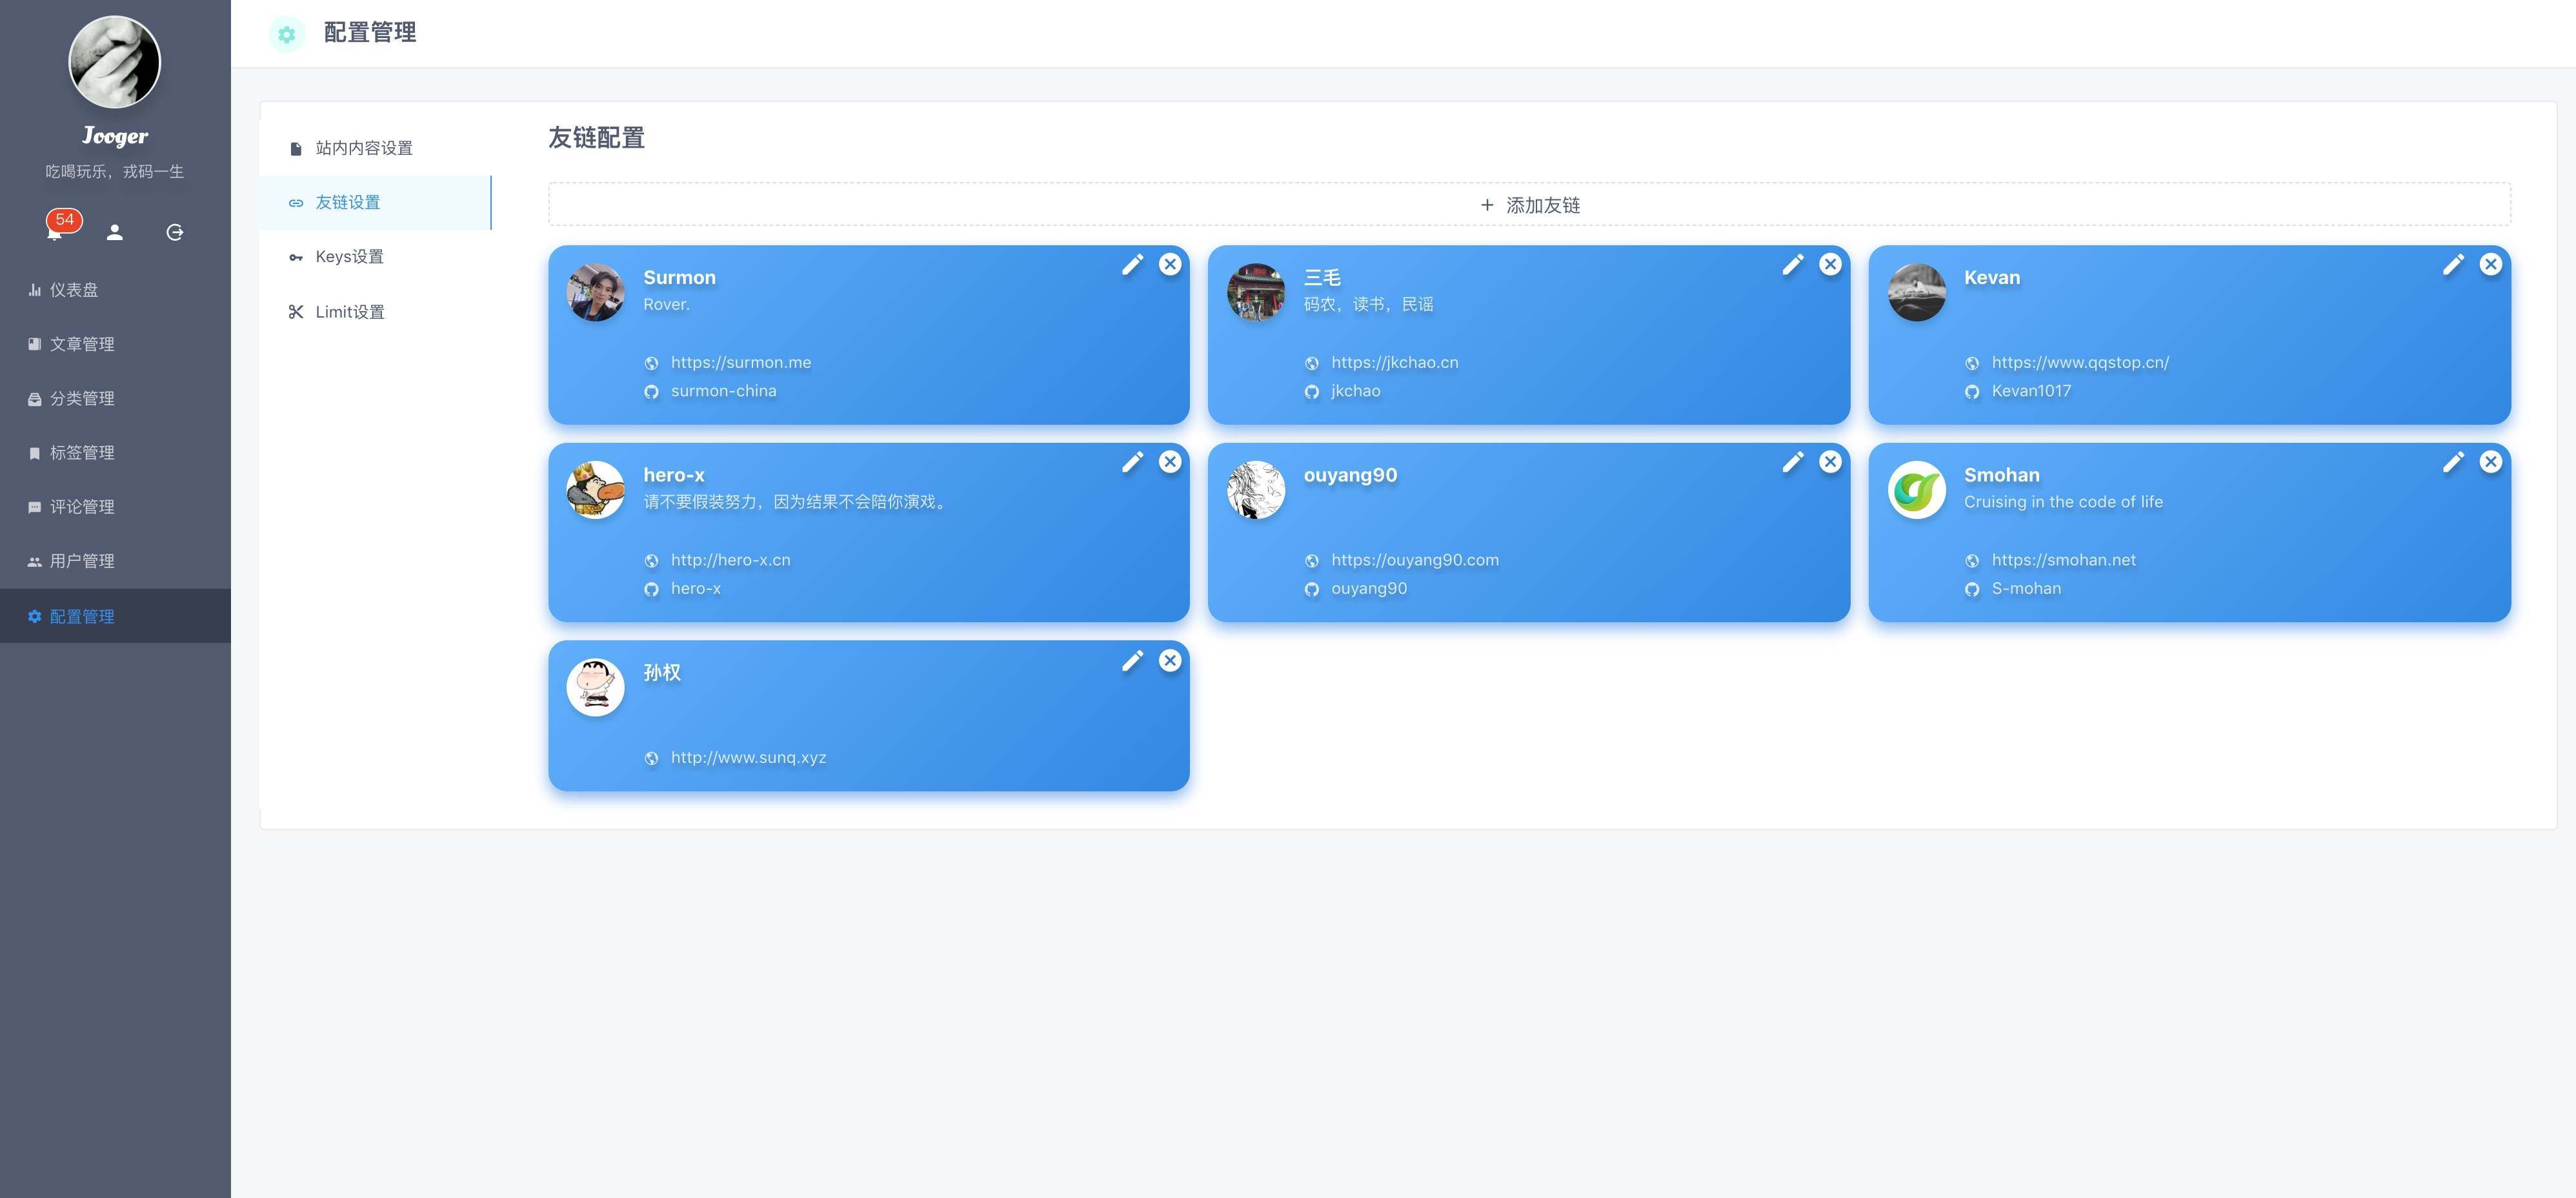 Jooger
吃喝玩乐，戎码一生
54
仪表盘
文章管理
分类管理
标签管理
评论管理
用户管理
配置管理
配置管理
站内内容设置
友链设置
Keys设置
Limit设置
友链配置
+ 添加友链
Surmon
Rover.
https://surmon.me
surmon-china
三毛
码农，读书，民谣
https://jkchao.cn
jkchao
Kevan
https://www.qqstop.cn/
Kevan1017
hero-x
请不要假装努力，因为结果不会陪你演戏。
http://hero-x.cn
hero-x
ouyang90
https://ouyang90.com
ouyang90
Smohan
Cruising in the code of life
https://smohan.net
S-mohan
孙权
http://www.sunq.xyz